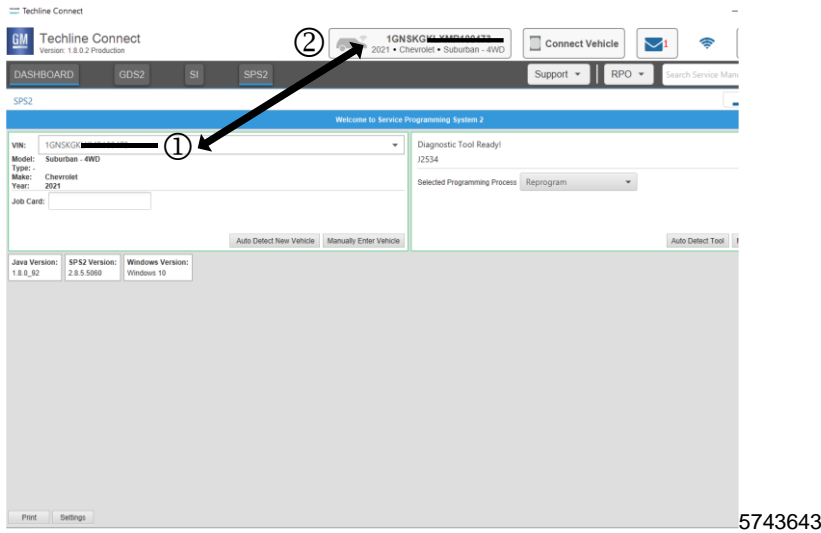 Techline Connect
GM
Techline Connect
Version: 1.8.0.2 Production
②
2021 • Chevrolet • Suburban - 4WD
Connect Vehicle
1
DASHBOARD GDS2 SI SPS2
Support
RPO
Search Service Man
SPS2
Welcome to Service Programming System 2
VIN: 1GNSKG
①
Model: Suburban - 4WD
Type: -
Make: Chevrolet
Year: 2021
Job Card:
Auto Detect New Vehicle Manually Enter Vehicle
Diagnostic Tool Ready!
J2534
Selected Programming Process Reprogram
Auto Detect Tool
Java Version: SPS2 Version: Windows Version:
1.8.0_92 2.8.5.5060 Windows 10
Print Settings
5743643